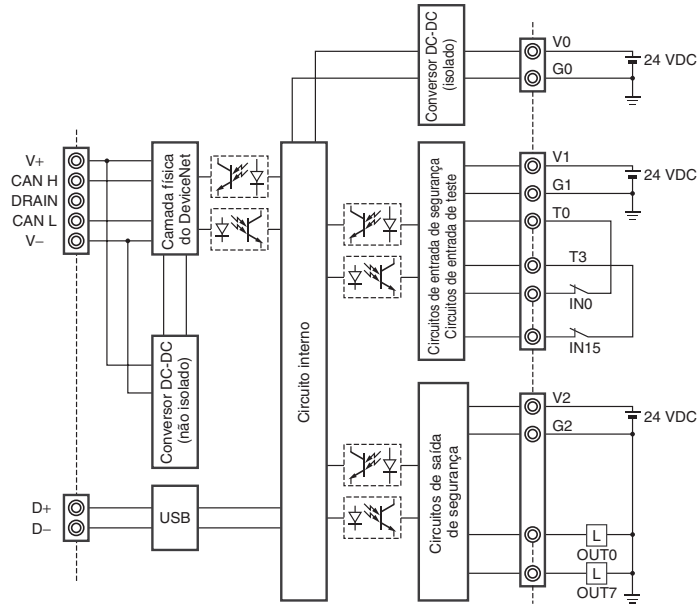 V0
24 VDC
G0
Conversor DC-DC
(isolado)
V+
CAN H
DRAIN
CAN L
V−
Camada física
do DeviceNet
Conversor DC-DC
(não isolado)
D+
D−
USB
Circuito interno
Circuitos de entrada de segurança
Circuitos de entrada de teste
V1
24 VDC
G1
T0
T3
IN0
IN15
Circuitos de saída
de segurança
V2
24 VDC
G2
L
OUT0
L
OUT7